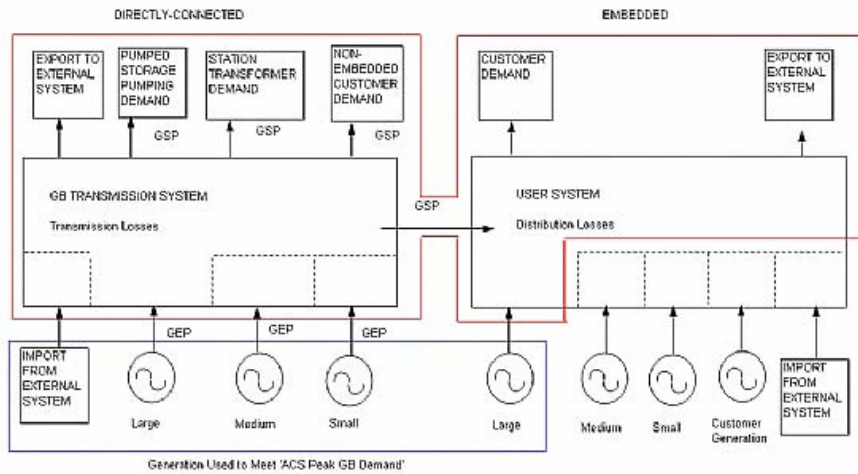 DIRECTLY-CONNECTED
EMBEDDED
EXPORT TO
EXTERNAL
SYSTEM
PUMPED
STORAGE
PUMPING
DEMAND
STATION
TRANSFORMER
DEMAND
NON-
EMBEDDED
CUSTOMER
DEMAND
CUSTOMER
DEMAND
EXPORT TO
EXTERNAL
SYSTEM
GSP
GSP
GSP
GB TRANSMISSION SYSTEM
Transmission Losses
GSP
USER SYSTEM
Distribution Losses
GEP
GEP
GEP
IMPORT
FROM
EXTERNAL
SYSTEM
Large
Medium
Small
Large
Medium
Small
Customer
Generation
IMPORT
FROM
EXTERNAL
SYSTEM
Generation Used to Meet 'ACS Peak GB Demand'